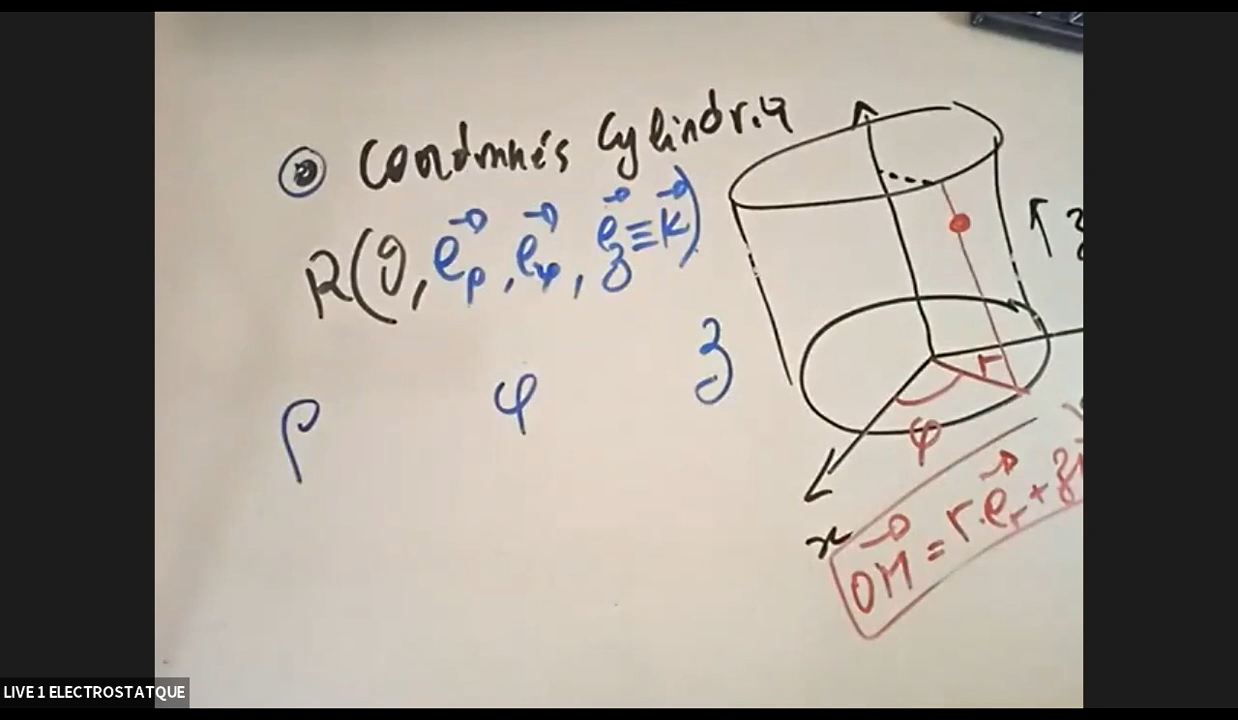 Coordonnés Cylindriq
R(O, e⃗ρ, e⃗φ, e⃗z ≡ k⃗)
ρ φ z
z
r
φ
x
OM⃗ = r.e⃗r + z
LIVE 1 ELECTROSTATQUE